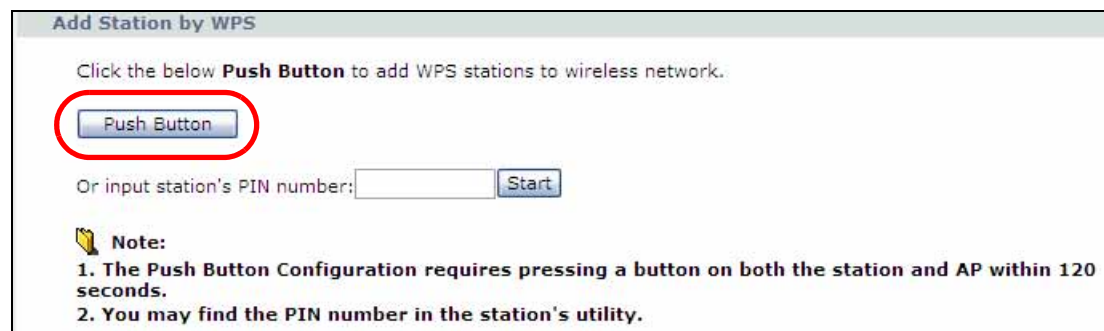 Add Station by WPS
Click the below Push Button to add WPS stations to wireless network.
Push Button
Or input station's PIN number: Start
Note:
1. The Push Button Configuration requires pressing a button on both the station and AP within 120
seconds.
2. You may find the PIN number in the station's utility.